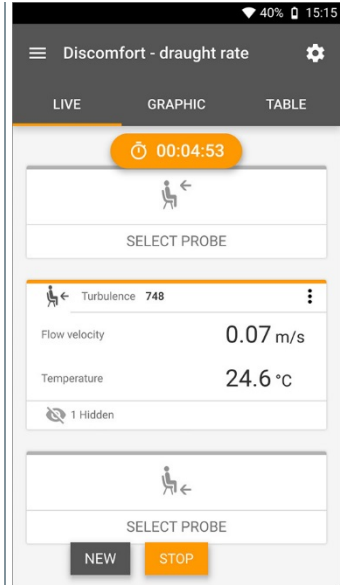 40% 15:15
Discomfort - draught rate
LIVE GRAPHIC TABLE
00:04:53
SELECT PROBE
Turbulence 748
Flow velocity 0.07 m/s
Temperature 24.6 °C
1 Hidden
SELECT PROBE
NEW STOP